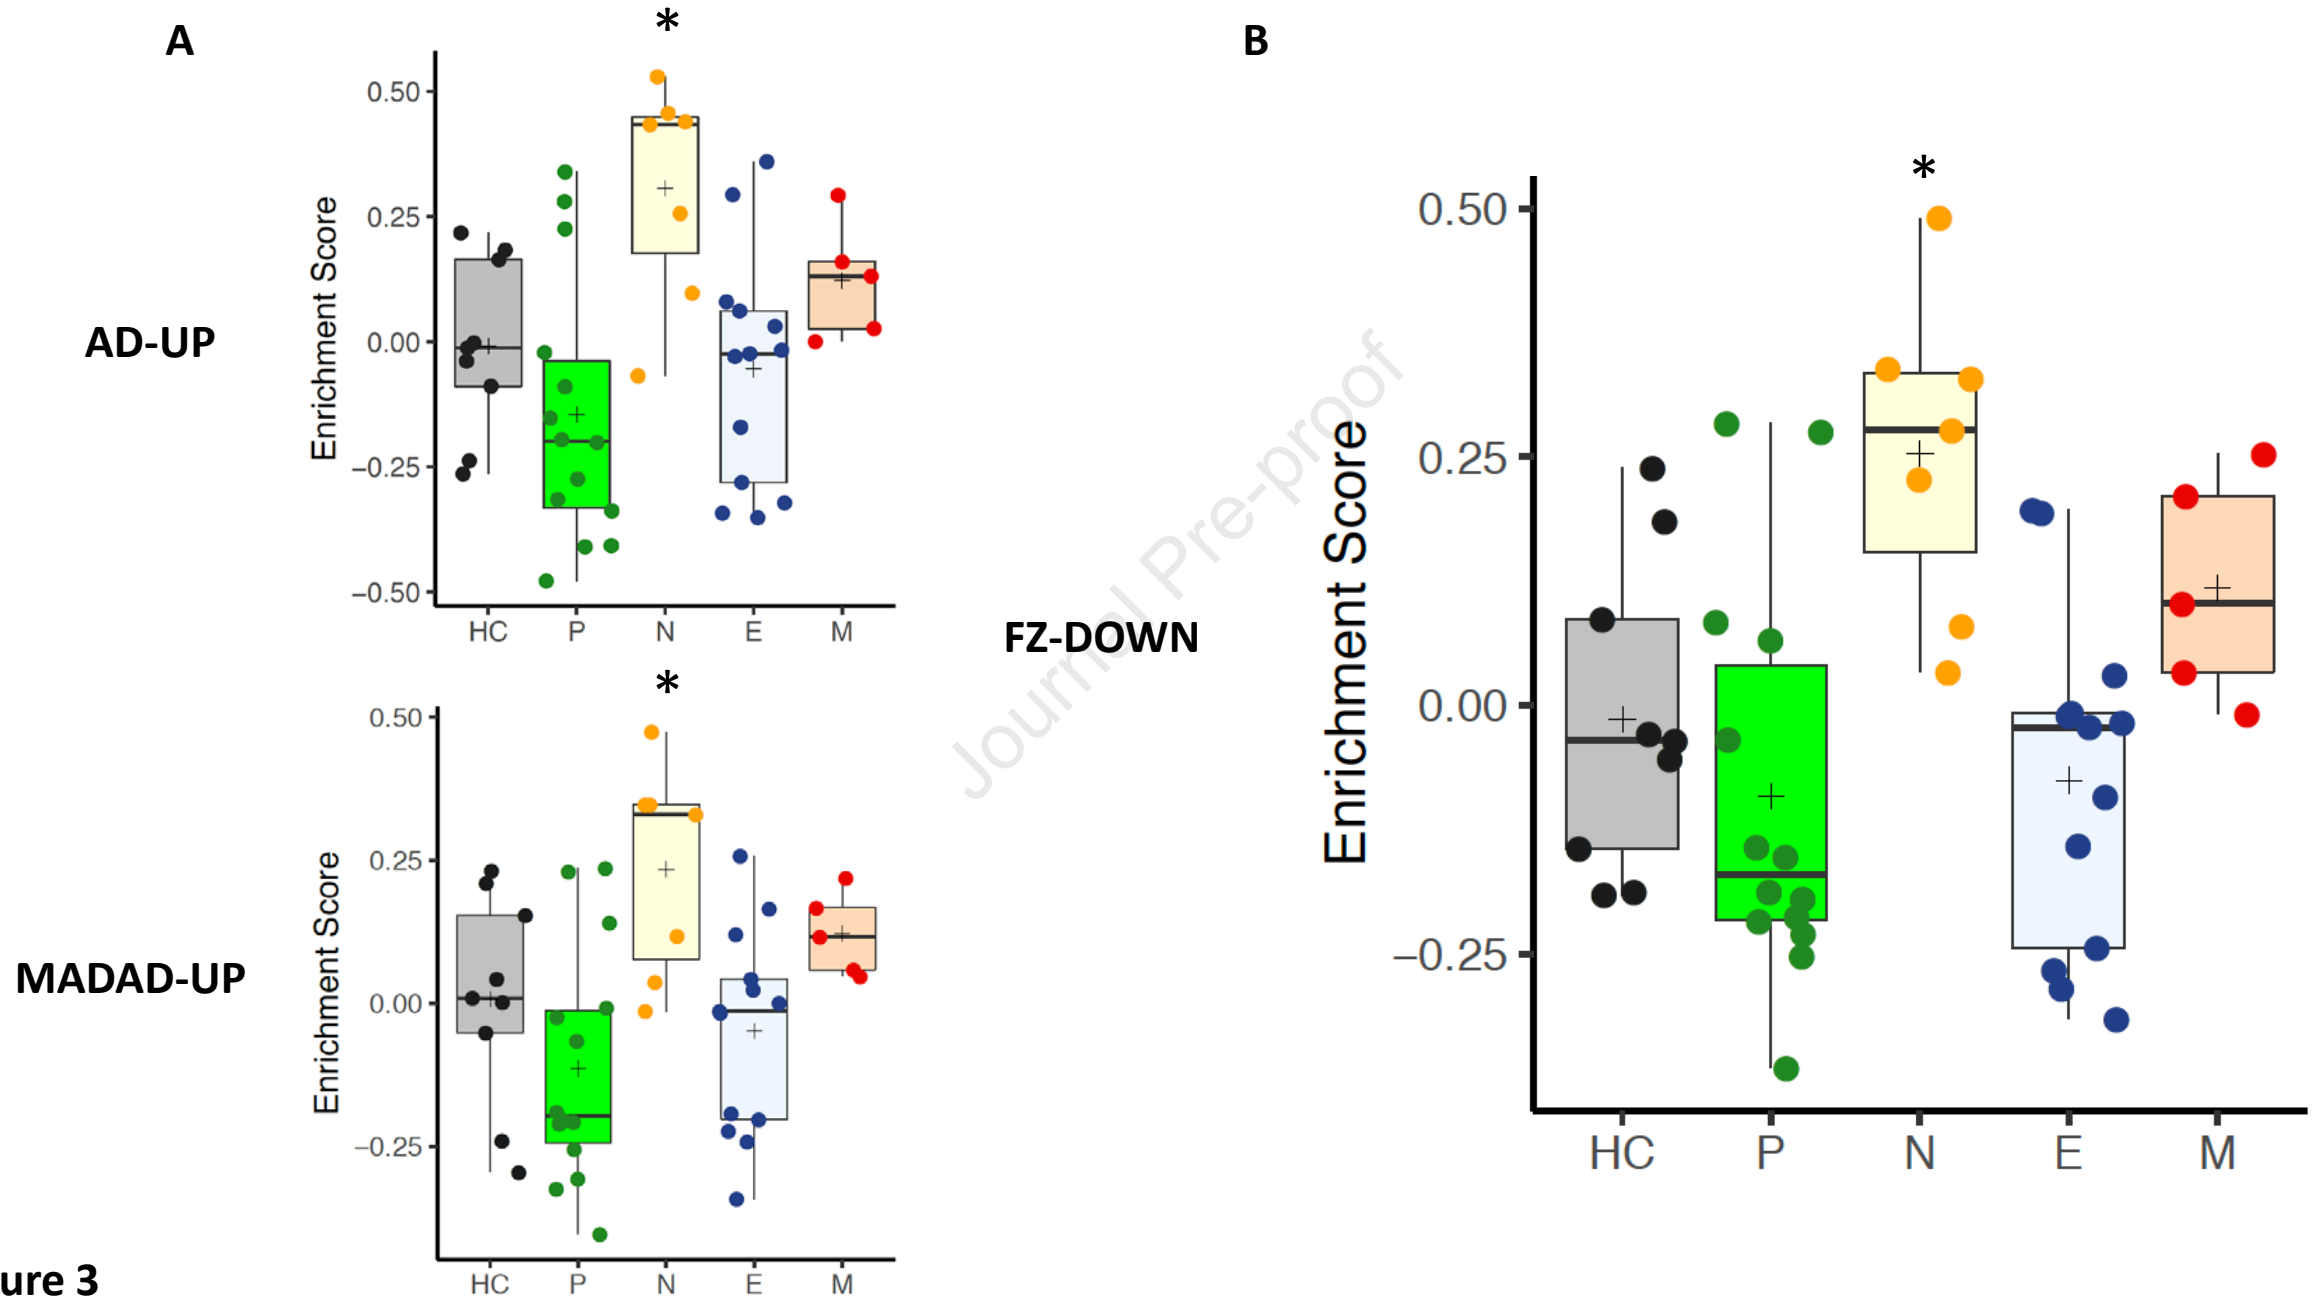 A
*
0.50
0.25
0.00
−0.25
−0.50
Enrichment Score
AD-UP
HC P N E M
*
0.50
0.25
0.00
−0.25
Enrichment Score
MADAD-UP
HC P N E M
B
*
0.50
0.25
0.00
−0.25
Enrichment Score
FZ-DOWN
HC P N E M
Journal Pre-proof
ure 3